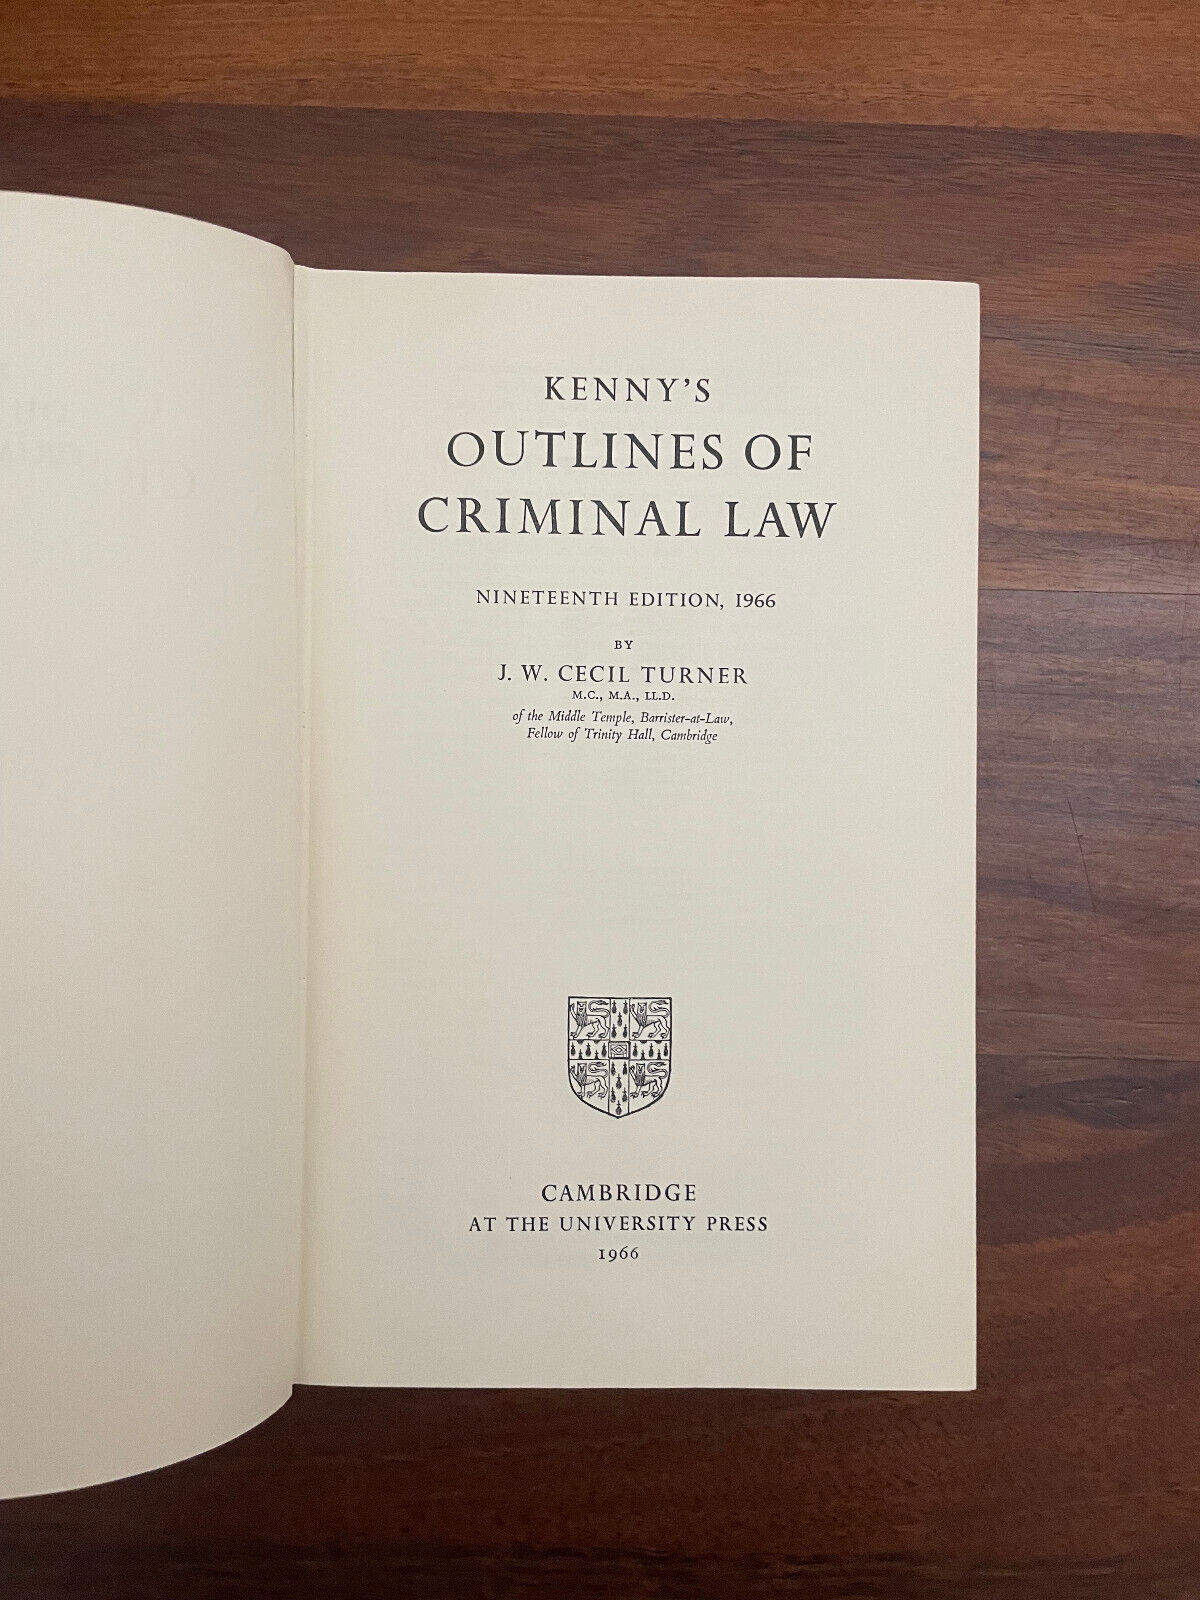 KENNY'S
OUTLINES OF
CRIMINAL LAW
NINETEENTH EDITION, 1966
BY
J. W. CECIL TURNER
M.C., M.A., LL.D.
of the Middle Temple, Barrister-at-Law,
Fellow of Trinity Hall, Cambridge
CAMBRIDGE
AT THE UNIVERSITY PRESS
1966